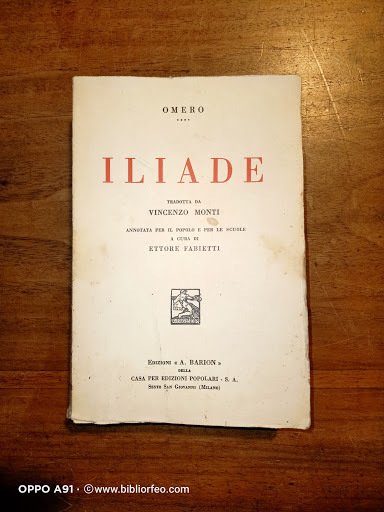 OMERO
ILIADE
TRADOTTA DA
VINCENZO MONTI
ANNOTATA PER IL POPOLO E PER LE SCUOLE
A CURA DI
ETTORE FABIETTI
EDIZIONI « A. BARION »
DELLA
CASA PER EDIZIONI POPOLARI - S. A.
SESTO SAN GIOVANNI (MILANO)
OPPO A91 · ©www.bibliorfeo.com